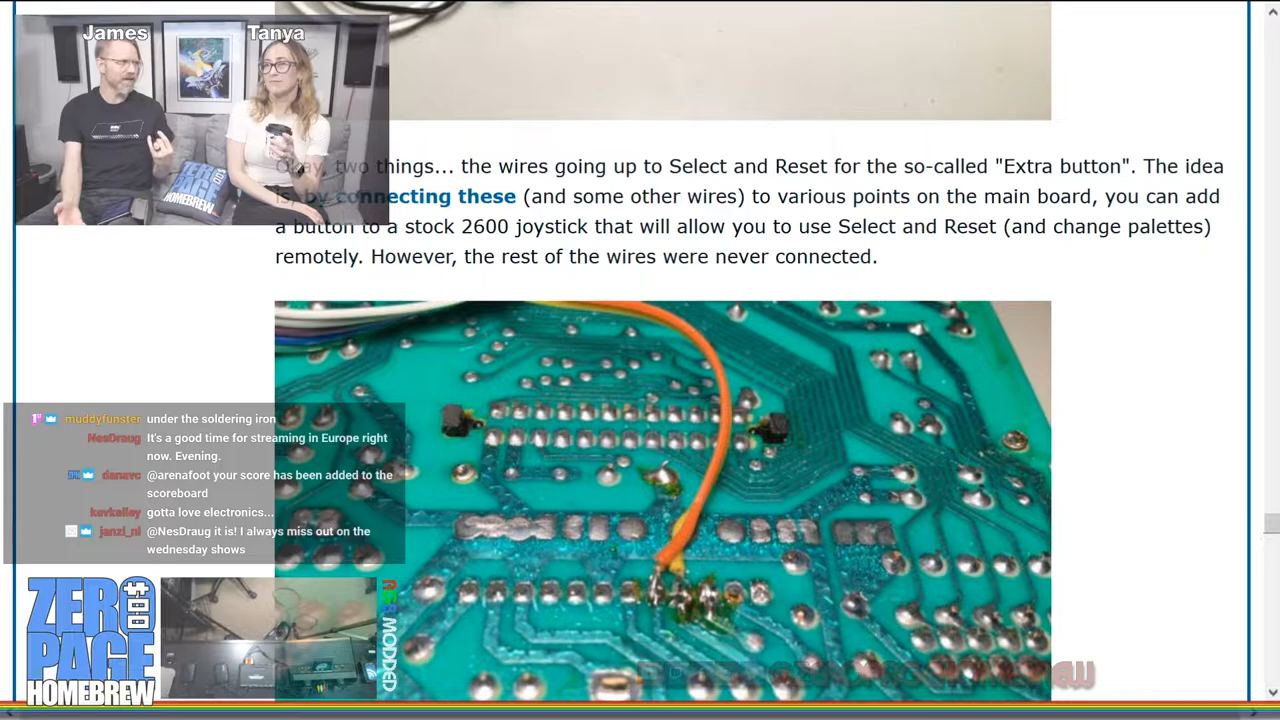 James
Tanya
Okay, two things... the wires going up to Select and Reset for the so-called "Extra button". The idea
is, by connecting these (and some other wires) to various points on the main board, you can add
a button to a stock 2600 joystick that will allow you to use Select and Reset (and change palettes)
remotely. However, the rest of the wires were never connected.
ZERO PAGE
HOMEBREW
muddyfunster under the soldering iron
NesDraug It's a good time for streaming in Europe right
now. Evening.
danavc @arenafoot your score has been added to the
scoreboard
kevkelley gotta love electronics...
janzi_nl @NesDraug it is! I always miss out on the
wednesday shows
ZERO
PAGE
HOMEBREW
RGB MODDED